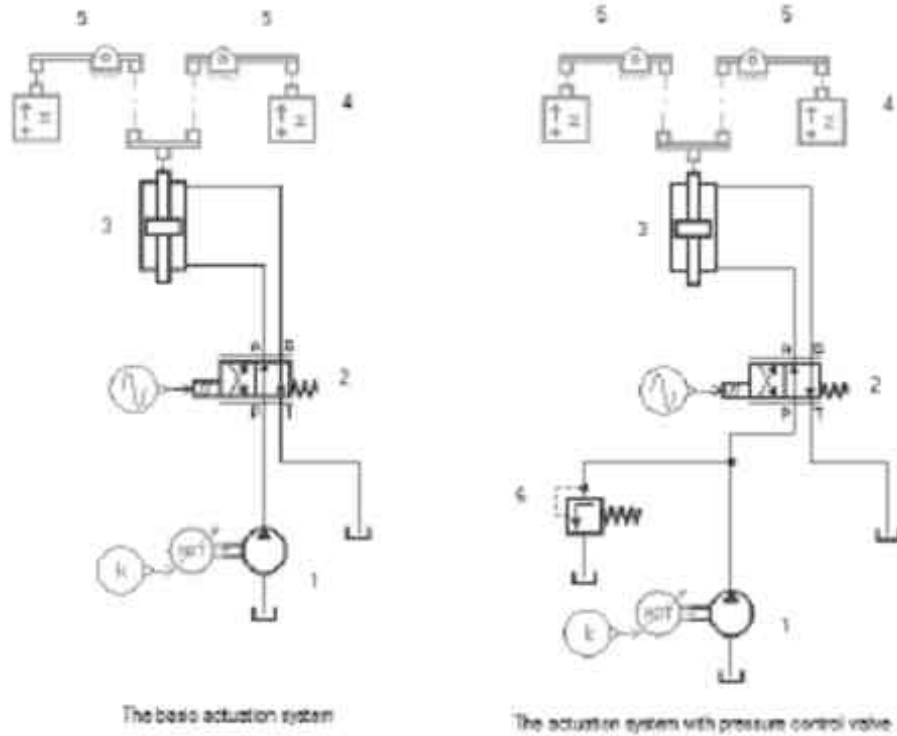 5 5
4
3
A B
2
P T
1
The basic actuation system
5 5
4
3
A B
2
P T
6
1
The actuation system with pressure control valve